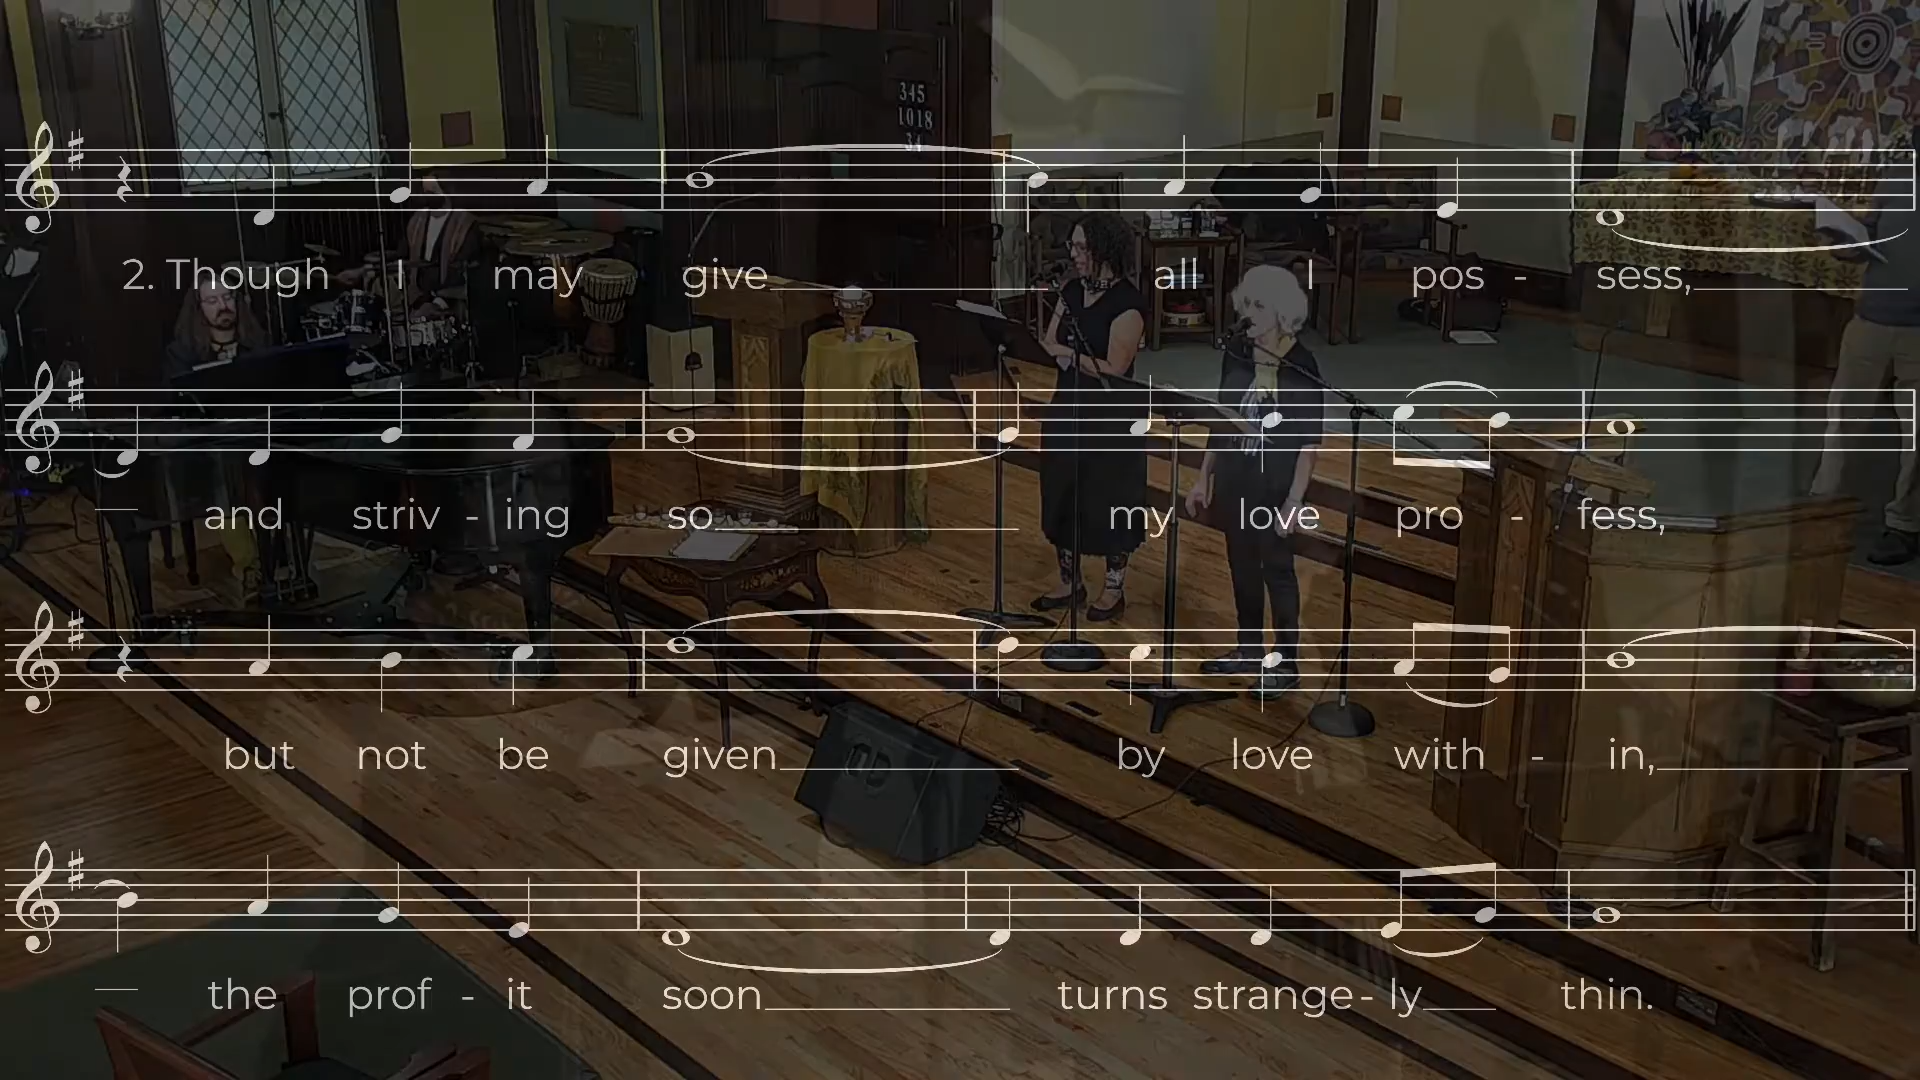 345
1018
34
2. Though I may give all I pos - sess,
and striv - ing so my love pro - fess,
but not be given by love with - in,
the prof - it soon turns strange - ly thin.